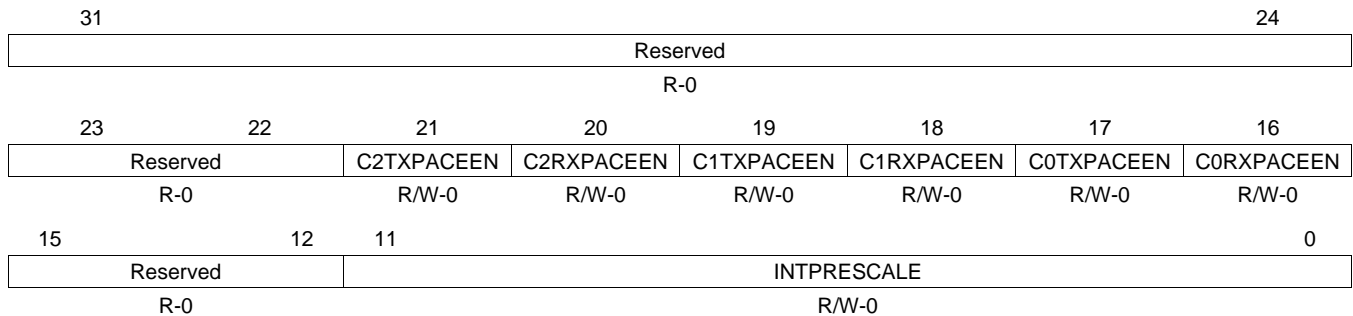 31 24
Reserved
R-0
23 22 21 20 19 18 17 16
Reserved C2TXPACEEN C2RXPACEEN C1TXPACEEN C1RXPACEEN C0TXPACEEN C0RXPACEEN
R-0 R/W-0 R/W-0 R/W-0 R/W-0 R/W-0 R/W-0
15 12 11 0
Reserved INTPRESCALE
R-0 R/W-0